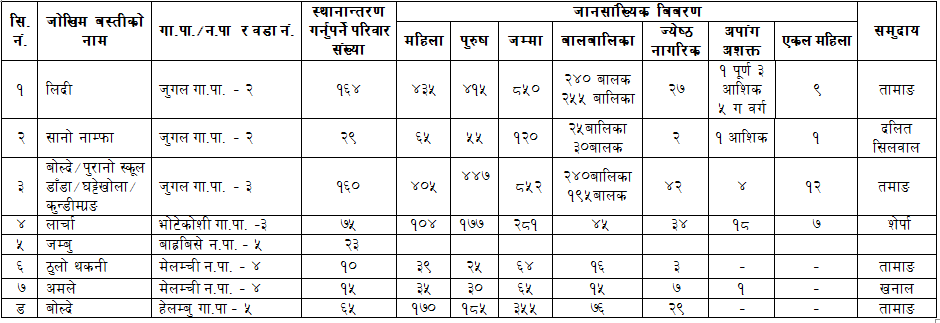 सि.नं. | जोखिम वस्तीको नाम | गा.पा./न.पा र वडा नं. | स्थानान्तरण गर्नुपर्ने परिवार संख्या | जानसांख्यिक विवरण | समुदाय
महिला | पुरुष | जम्मा | बालबालिका | ज्येष्ठ नागरिक | अपांग अशक्त | एकल महिला
१ | लिदी | जुगल गा.पा. - २ | १६४ | ४३५ | ४१५ | ८५० | २४० बालक २५५ बालिका | २७ | १ पूर्ण ३ आशिक ५ ग वर्ग | ९ | तामाङ
२ | सानो नाम्फा | जुगल गा.पा. - २ | २९ | ६५ | ५५ | १२० | २५बालिका ३०बालक | २ | १ आशिक | १ | दलित सिलवाल
३ | बोल्दे/पुरानो स्कूल डाँडा/घट्टेखोला/कुन्डीम्राङ | जुगल गा.पा. - ३ | १६० | ४०५ | ४४७ | ८५२ | २४०बालिका १९५बालक | ४२ | ४ | १२ | तमाङ
४ | लार्चा | भोटेकोशी गा.पा. -३ | ७५ | १०४ | १७७ | २८१ | ४५ | ३४ | १८ | ७ | शेर्पा
५ | जम्बु | बाह्रबिसे न.पा. - ५ | २३
६ | ठुलो धकनी | मेलम्ची न.पा. - ४ | १० | ३९ | २५ | ६४ | १६ | ३ | - | - | तामाङ
७ | अमले | मेलम्ची न.पा. - ४ | १५ | ३५ | ३० | ६५ | १५ | ७ | १ | - | खनाल
ड | बोल्दे | हेलम्बु गा.पा - ५ | ६५ | १७० | १८५ | ३५५ | ७६ | २९ | - | - | तामाङ